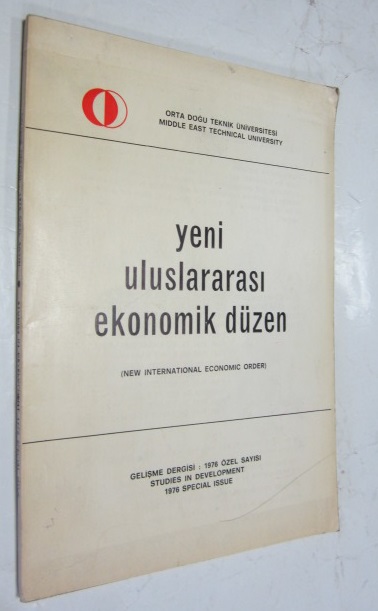 ORTA DOĞU TEKNİK ÜNİVERSİTESİ
MIDDLE EAST TECHNICAL UNIVERSITY
yeni
uluslararası
ekonomik düzen
(NEW INTERNATIONAL ECONOMIC ORDER)
GELİŞME DERGİSİ : 1976 ÖZEL SAYISI
STUDIES IN DEVELOPMENT
1976 SPECIAL ISSUE